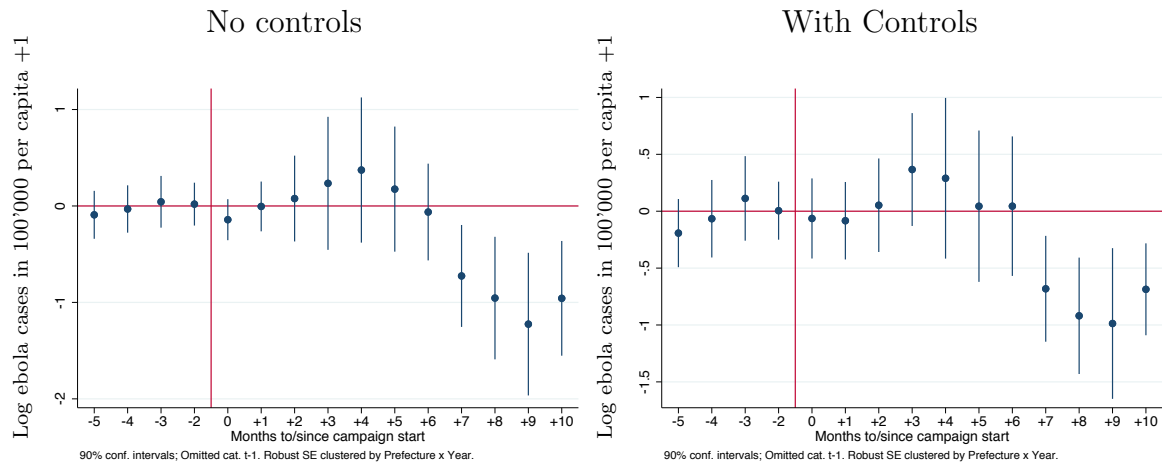 No controls
Log ebola cases in 100'000 per capita +1
1
0
-1
-2
-5 -4 -3 -2 0 +1 +2 +3 +4 +5 +6 +7 +8 +9 +10
Months to/since campaign start
90% conf. intervals; Omitted cat. t-1. Robust SE clustered by Prefecture x Year.
With Controls
Log ebola cases in 100'000 per capita +1
1
.5
0
-.5
-1
-1.5
-5 -4 -3 -2 0 +1 +2 +3 +4 +5 +6 +7 +8 +9 +10
Months to/since campaign start
90% conf. intervals; Omitted cat. t-1. Robust SE clustered by Prefecture x Year.